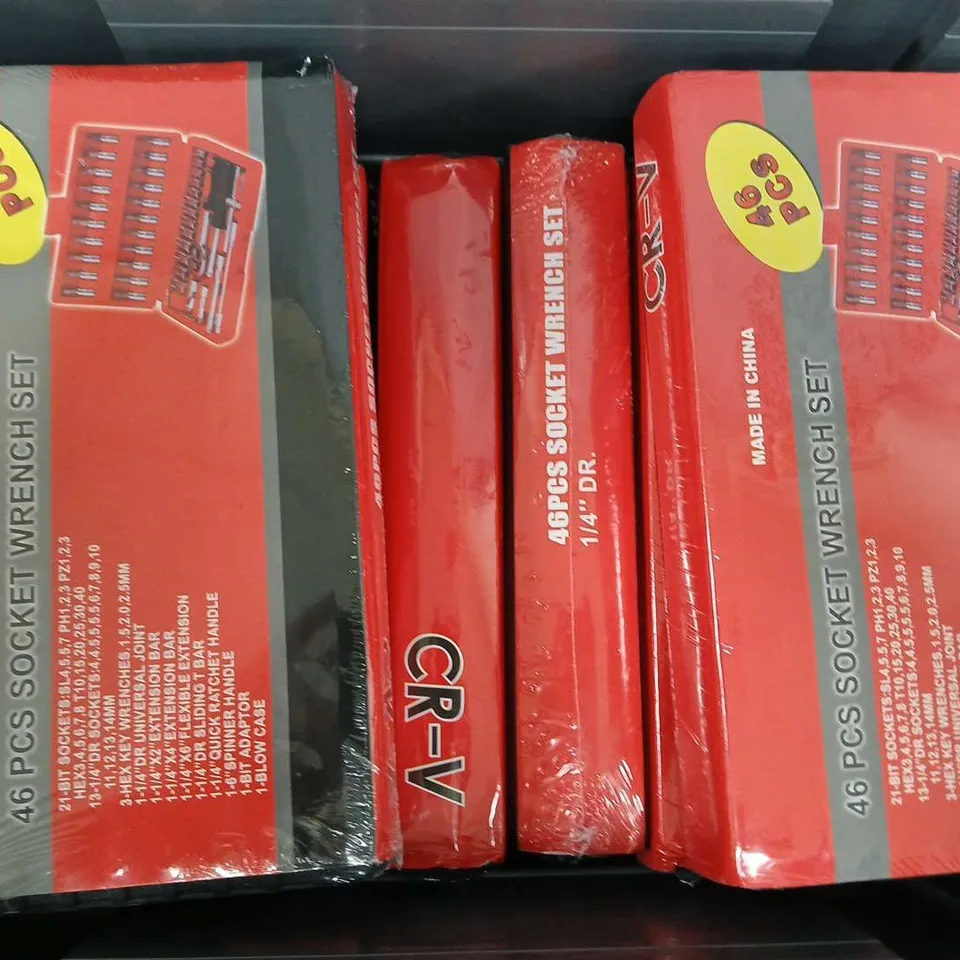 PCS
46 PCS SOCKET WRENCH SET
21-BIT SOCKETS:SL4,5.5,7 PH1,2,3 PZ1,2,3
HEX3,4,5,6,7,8 T10,15,20,25,30,40
13-1/4"DR SOCKETS:4,4.5,5,5.5,6,7,8,9,10
11,12,13,14MM
3-HEX KEY WRENCHES,1.5,2.0,2.5MM
1-1/4"DR UNIVERSAL JOINT
1-1/4"X2"EXTENSION BAR
1-1/4"X4"EXTENSION BAR
1-1/4"X6"FLEXIBLE EXTENSION
1-1/4"DR SLIDING T BAR
1-1/4"QUICK RATCHET HANDLE
1-6"SPINNER HANDLE
1-BIT ADAPTOR
1-BLOW CASE
CR-V
46PCS SOCKET WRENCH SET
1/4" DR.
CR-V
46
PCS
MADE IN CHINA
46 PCS SOCKET WRENCH SET
21-BIT SOCKETS:SL4,5.5,7 PH1,2,3 PZ1,2,3
HEX3,4,5,6,7,8 T10,15,20,25,30,40
13-1/4"DR SOCKETS:4,4.5,5,5.5,6,7,8,9,10
11,12,13,14MM
3-HEX KEY WRENCHES,1.5,2.0,2.5MM